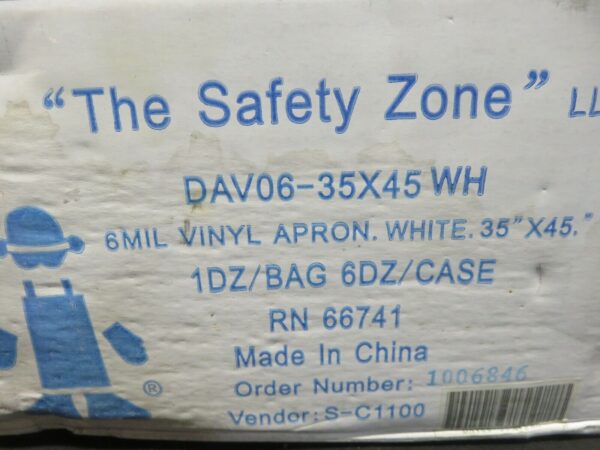 “The Safety Zone” LL
DAV06-35X45 WH
6MIL VINYL APRON. WHITE. 35"X45."
1DZ/BAG 6DZ/CASE
RN 66741
Made In China
®
Order Number: 1006846
Vendor: S-C1100